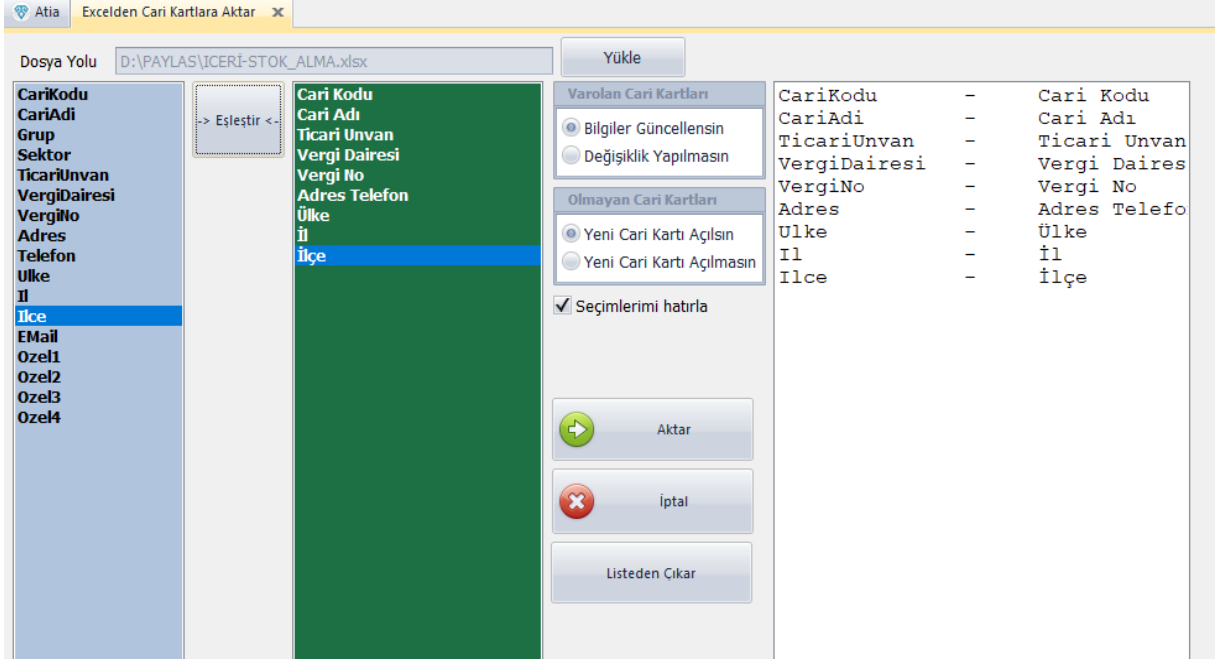 Atia
Excelden Cari Kartlara Aktar x
Dosya Yolu D:\PAYLAS\ICERİ-STOK_ALMA.xlsx Yükle
CariKodu
CariAdi
Grup
Sektor
TicariUnvan
VergiDairesi
VergiNo
Adres
Telefon
Ulke
Il
Ilce
EMail
Ozel1
Ozel2
Ozel3
Ozel4
-> Eşleştir <-
Cari Kodu
Cari Adı
Ticari Unvan
Vergi Dairesi
Vergi No
Adres Telefon
Ülke
İl
İlçe
Varolan Cari Kartları
Bilgiler Güncellensin
Değişiklik Yapılmasın
Olmayan Cari Kartları
Yeni Cari Kartı Açılsın
Yeni Cari Kartı Açılmasın
Seçimlerimi hatırla
Aktar
İptal
Listeden Çıkar
CariKodu - Cari Kodu
CariAdi - Cari Adı
TicariUnvan - Ticari Unvan
VergiDairesi - Vergi Daires
VergiNo - Vergi No
Adres - Adres Telefo
Ulke - Ülke
Il - İl
Ilce - İlçe